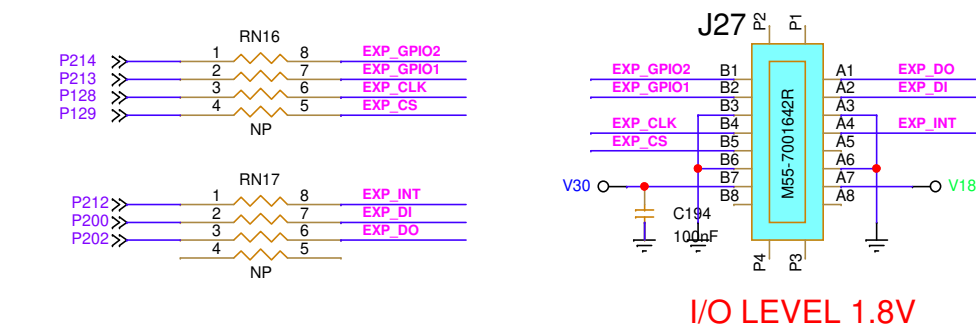 RN16
P214 1 8 EXP_GPIO2
P213 2 7 EXP_GPIO1
P128 3 6 EXP_CLK
P129 4 5 EXP_CS
NP
RN17
P212 1 8 EXP_INT
P200 2 7 EXP_DI
P202 3 6 EXP_DO
4 5
NP
J27 P2 P1
EXP_GPIO2 B1 A1 EXP_DO
EXP_GPIO1 B2 A2 EXP_DI
B3 A3
EXP_CLK B4 A4 EXP_INT
EXP_CS B5 A5
B6 A6
V30 B7 A7 V18
B8 A8
M55-7001642R
C194
100nF
P4 P3
I/O LEVEL 1.8V